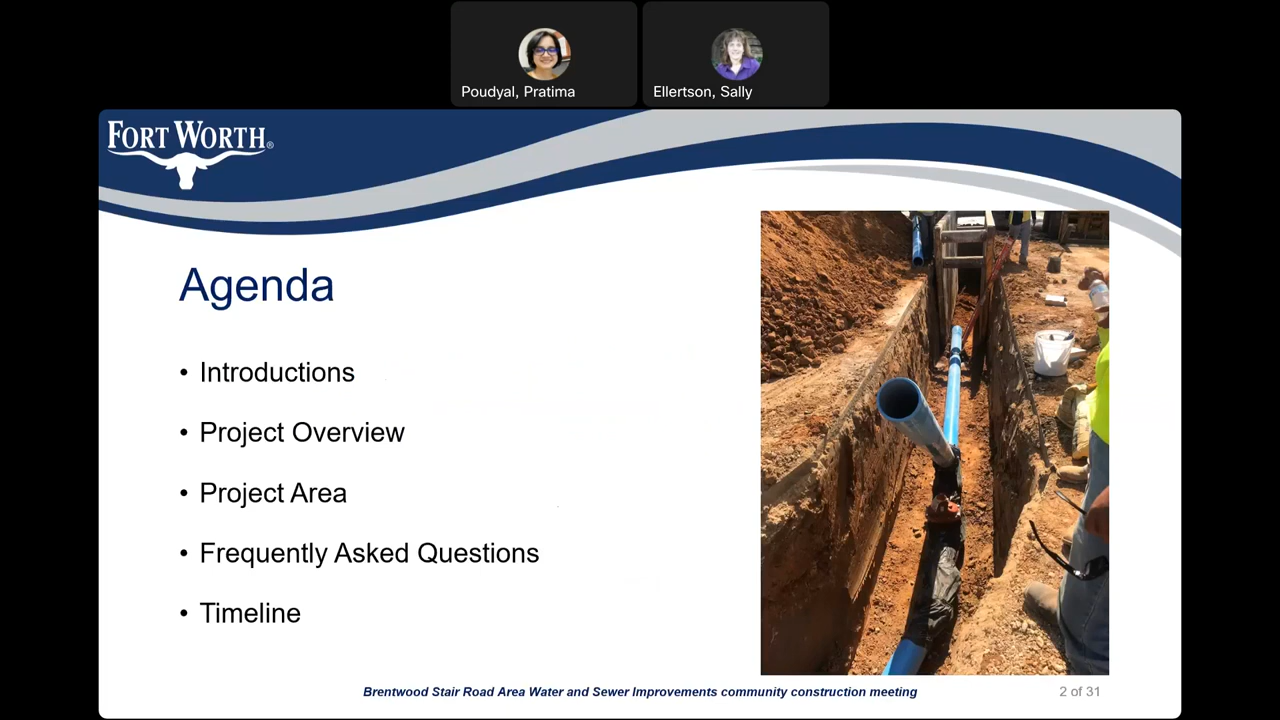 Poudyal, Pratima
Ellertson, Sally
FORT WORTH®
Agenda
• Introductions
• Project Overview
• Project Area
• Frequently Asked Questions
• Timeline
Brentwood Stair Road Area Water and Sewer Improvements community construction meeting
2 of 31